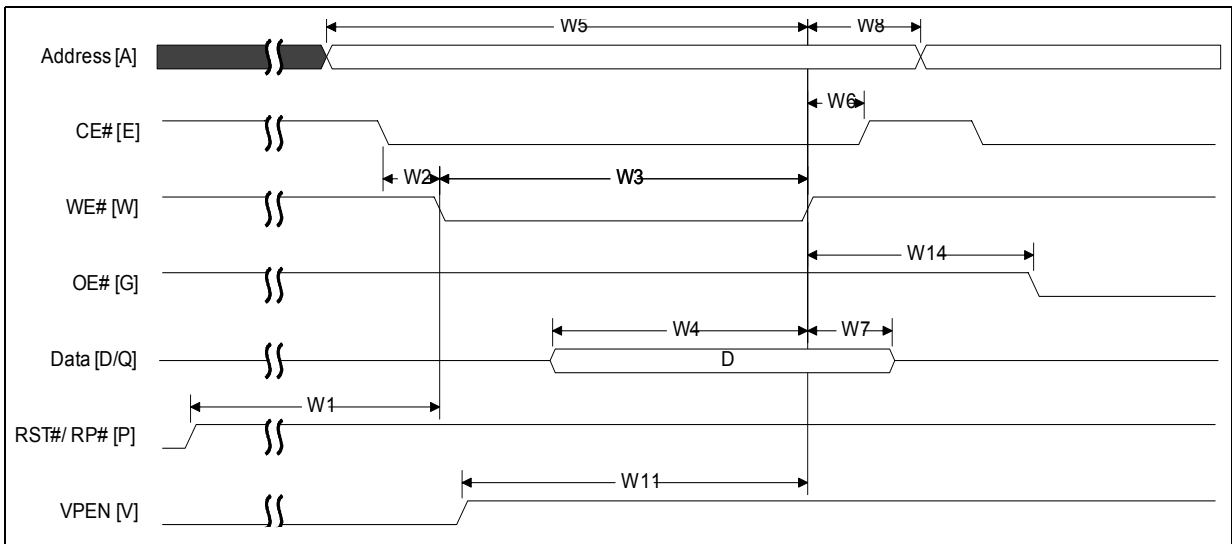 W5
W8
Address [A]
W6
CE# [E]
W2
W3
WE# [W]
W14
OE# [G]
W4
W7
Data [D/Q]
D
W1
RST#/ RP# [P]
W11
VPEN [V]